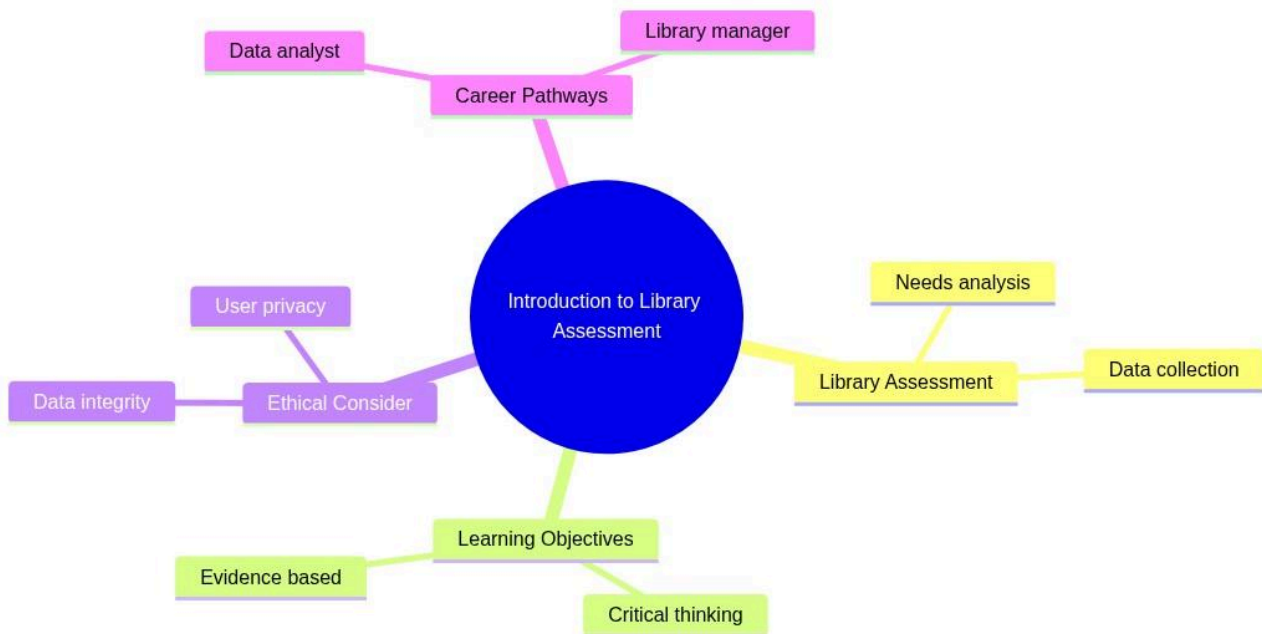 Library manager
Data analyst
Career Pathways
Introduction to Library
Assessment
Needs analysis
Library Assessment
Data collection
User privacy
Data integrity
Ethical Consider
Learning Objectives
Evidence based
Critical thinking